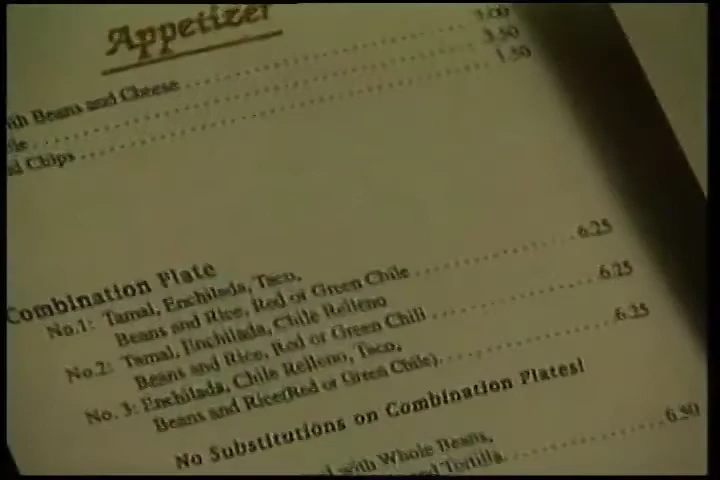 Appetizer
3.00
ith Beans and Cheese 3.50
le 1.50
d Chips
Combination Plate
No.1: Tamal, Enchilada, Taco,
Beans and Rice, Red or Green Chile 6.25
No.2: Tamal, Enchilada, Chile Relleno
Beans and Rice, Red or Green Chili 6.25
No. 3: Enchilada, Chile Relleno, Taco,
Beans and Rice(Red or Green Chile). 6.25
No Substitutions on Combination Plates!
with Whole Beans,
Tortilla. 6.50